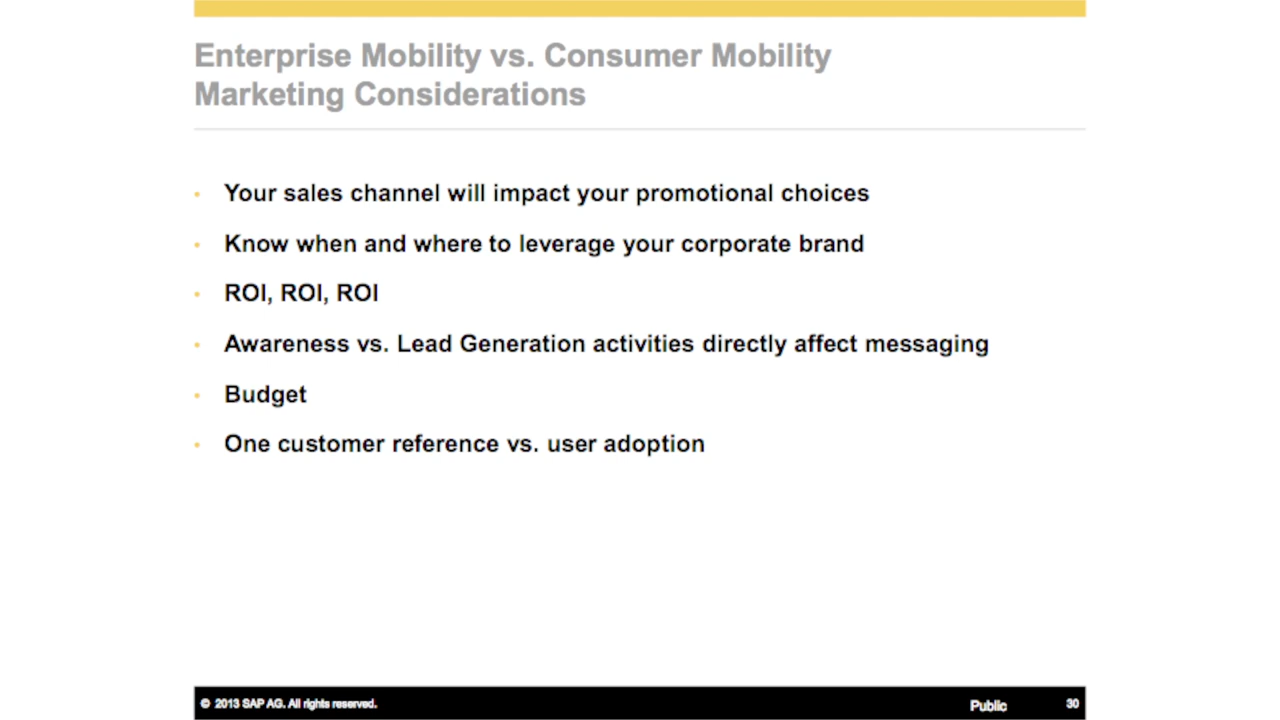 Enterprise Mobility vs. Consumer Mobility
Marketing Considerations
• Your sales channel will impact your promotional choices
• Know when and where to leverage your corporate brand
• ROI, ROI, ROI
• Awareness vs. Lead Generation activities directly affect messaging
• Budget
• One customer reference vs. user adoption
© 2013 SAP AG. All rights reserved.
Public
30